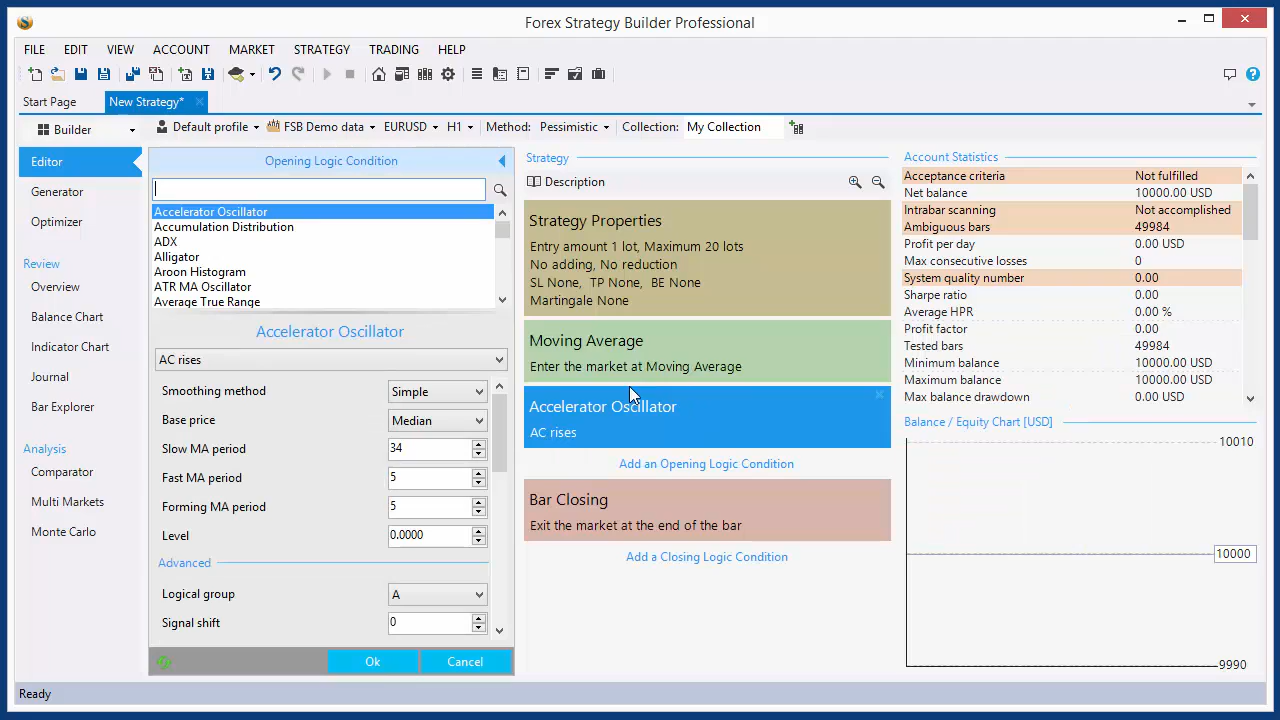 Forex Strategy Builder Professional
FILE EDIT VIEW ACCOUNT MARKET STRATEGY TRADING HELP
Start Page New Strategy*
Builder Default profile FSB Demo data EURUSD H1 Method: Pessimistic Collection: My Collection
Editor
Generator
Optimizer
Review
Overview
Balance Chart
Indicator Chart
Journal
Bar Explorer
Analysis
Comparator
Multi Markets
Monte Carlo
Opening Logic Condition
Accelerator Oscillator
Accumulation Distribution
ADX
Alligator
Aroon Histogram
ATR MA Oscillator
Average True Range
Accelerator Oscillator
AC rises
Smoothing method Simple
Base price Median
Slow MA period 34
Fast MA period 5
Forming MA period 5
Level 0.0000
Advanced
Logical group A
Signal shift 0
Ok Cancel
Strategy
Description
Strategy Properties
Entry amount 1 lot, Maximum 20 lots
No adding, No reduction
SL None, TP None, BE None
Martingale None
Moving Average
Enter the market at Moving Average
Accelerator Oscillator
AC rises
Add an Opening Logic Condition
Bar Closing
Exit the market at the end of the bar
Add a Closing Logic Condition
Account Statistics
Acceptance criteria Not fulfilled
Net balance 10000.00 USD
Intrabar scanning Not accomplished
Ambiguous bars 49984
Profit per day 0.00 USD
Max consecutive losses 0
System quality number 0.00
Sharpe ratio 0.00
Average HPR 0.00 %
Profit factor 0.00
Tested bars 49984
Minimum balance 10000.00 USD
Maximum balance 10000.00 USD
Max balance drawdown 0.00 USD
Balance / Equity Chart [USD]
10010
10000
9990
Ready